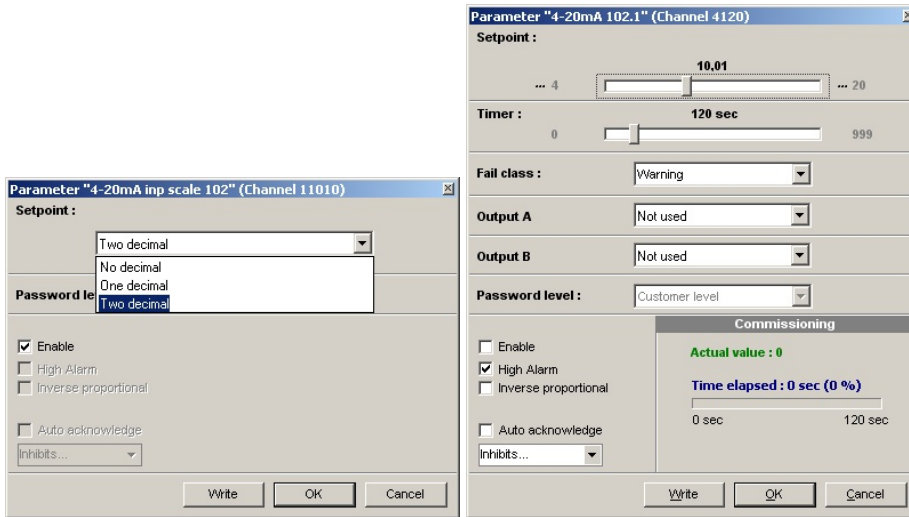 Parameter "4-20mA inp scale 102" (Channel 11010)
Setpoint :
Two decimal
No decimal
One decimal
Two decimal
Password le
Enable
High Alarm
Inverse proportional
Auto acknowledge
Inhibits...
Write OK Cancel
Parameter "4-20mA 102.1" (Channel 4120)
Setpoint :
10,01
... 4 ... 20
Timer : 120 sec
0 999
Fail class : Warning
Output A Not used
Output B Not used
Password level : Customer level
Commissioning
Enable
High Alarm
Inverse proportional
Auto acknowledge
Inhibits...
Actual value : 0
Time elapsed : 0 sec (0 %)
0 sec 120 sec
Write OK Cancel